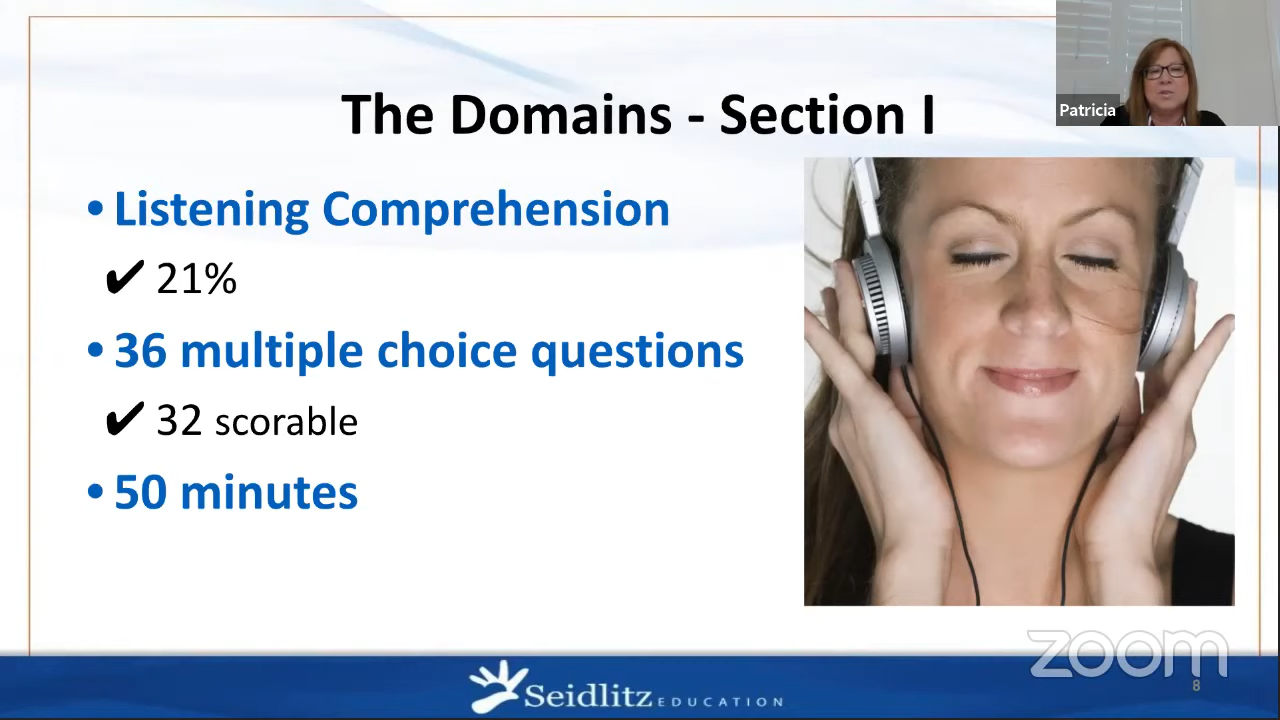 The Domains - Section I
Patricia
• Listening Comprehension
✔ 21%
• 36 multiple choice questions
✔ 32 scorable
• 50 minutes
zoom
8
Seidlitz EDUCATION